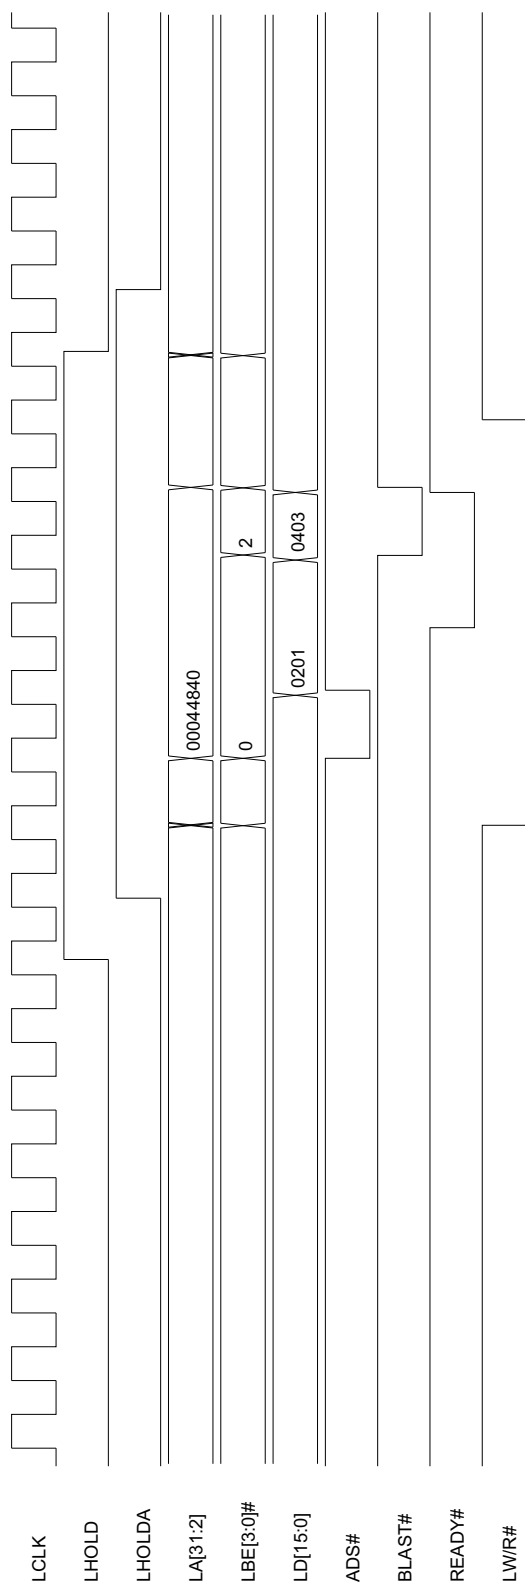 LCLK
LHOLD
LHOLDA
LA[31:2] 00044840
LBE[3:0]# 0 2
LD[15:0] 0201 0403
ADS#
BLAST#
READY#
LW/R#